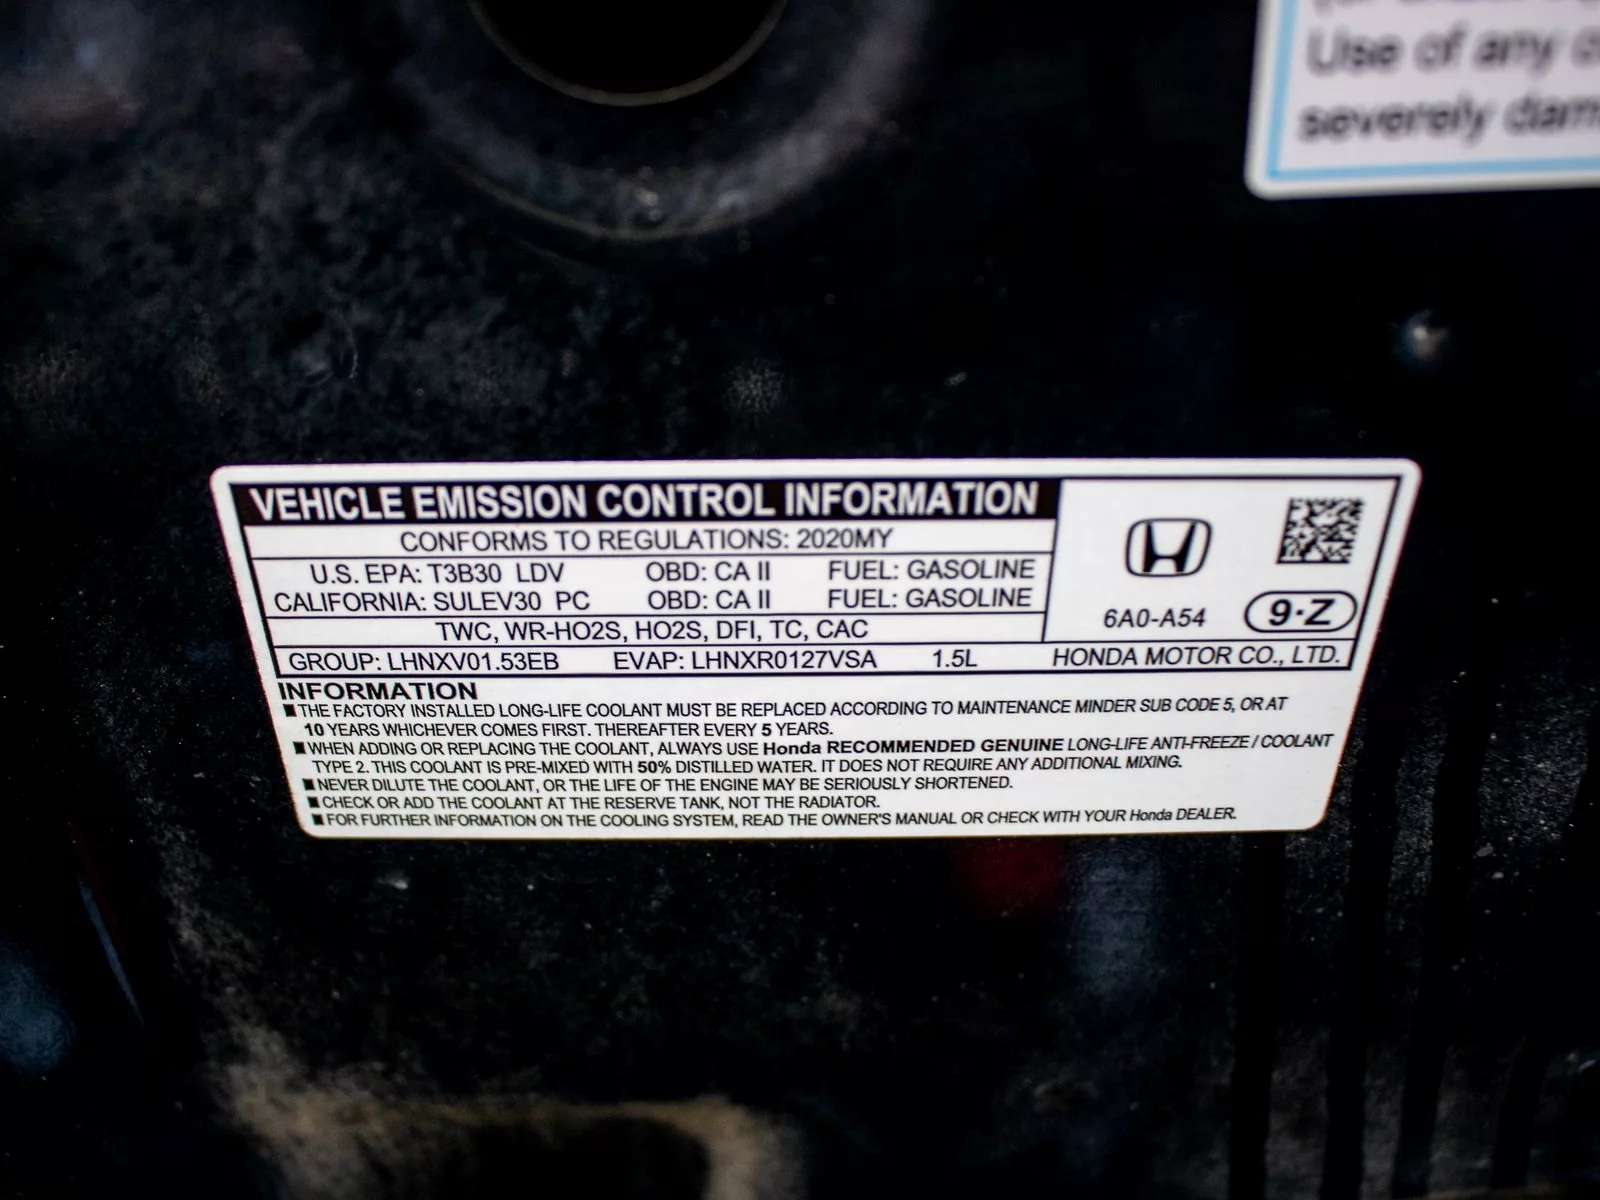 Use of any
severely
VEHICLE EMISSION CONTROL INFORMATION
CONFORMS TO REGULATIONS: 2020MY
U.S. EPA: T3B30 LDV OBD: CA II FUEL: GASOLINE
CALIFORNIA: SULEV30 PC OBD: CA II FUEL: GASOLINE
TWC, WR-HO2S, HO2S, DFI, TC, CAC
6A0-A54 9·Z
GROUP: LHNXV01.53EB EVAP: LHNXR0127VSA 1.5L HONDA MOTOR CO., LTD.
INFORMATION
■ THE FACTORY INSTALLED LONG-LIFE COOLANT MUST BE REPLACED ACCORDING TO MAINTENANCE MINDER SUB CODE 5, OR AT
10 YEARS WHICHEVER COMES FIRST. THEREAFTER EVERY 5 YEARS.
■ WHEN ADDING OR REPLACING THE COOLANT, ALWAYS USE Honda RECOMMENDED GENUINE LONG-LIFE ANTI-FREEZE / COOLANT
TYPE 2. THIS COOLANT IS PRE-MIXED WITH 50% DISTILLED WATER. IT DOES NOT REQUIRE ANY ADDITIONAL MIXING.
■ NEVER DILUTE THE COOLANT, OR THE LIFE OF THE ENGINE MAY BE SERIOUSLY SHORTENED.
■ CHECK OR ADD THE COOLANT AT THE RESERVE TANK, NOT THE RADIATOR.
■ FOR FURTHER INFORMATION ON THE COOLING SYSTEM, READ THE OWNER'S MANUAL OR CHECK WITH YOUR Honda DEALER.